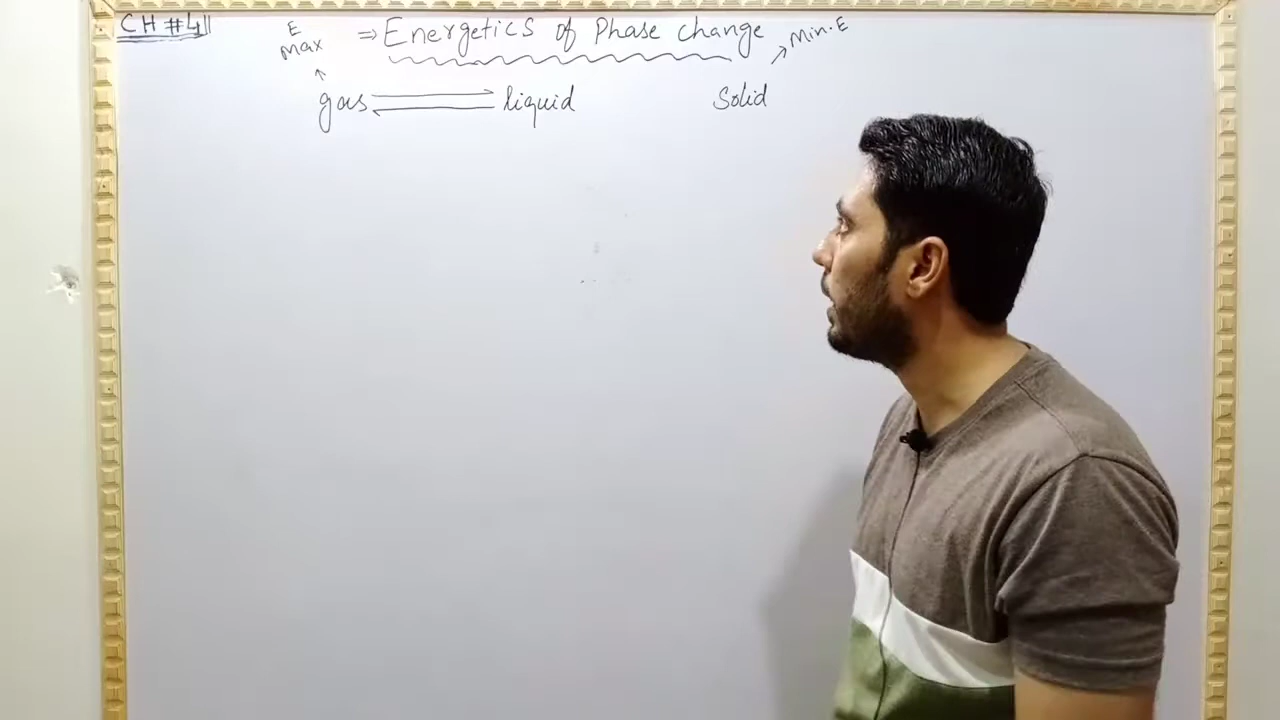 CH #4
E max ⇒ Energetics of Phase change Min.E
gas ⇌ liquid Solid